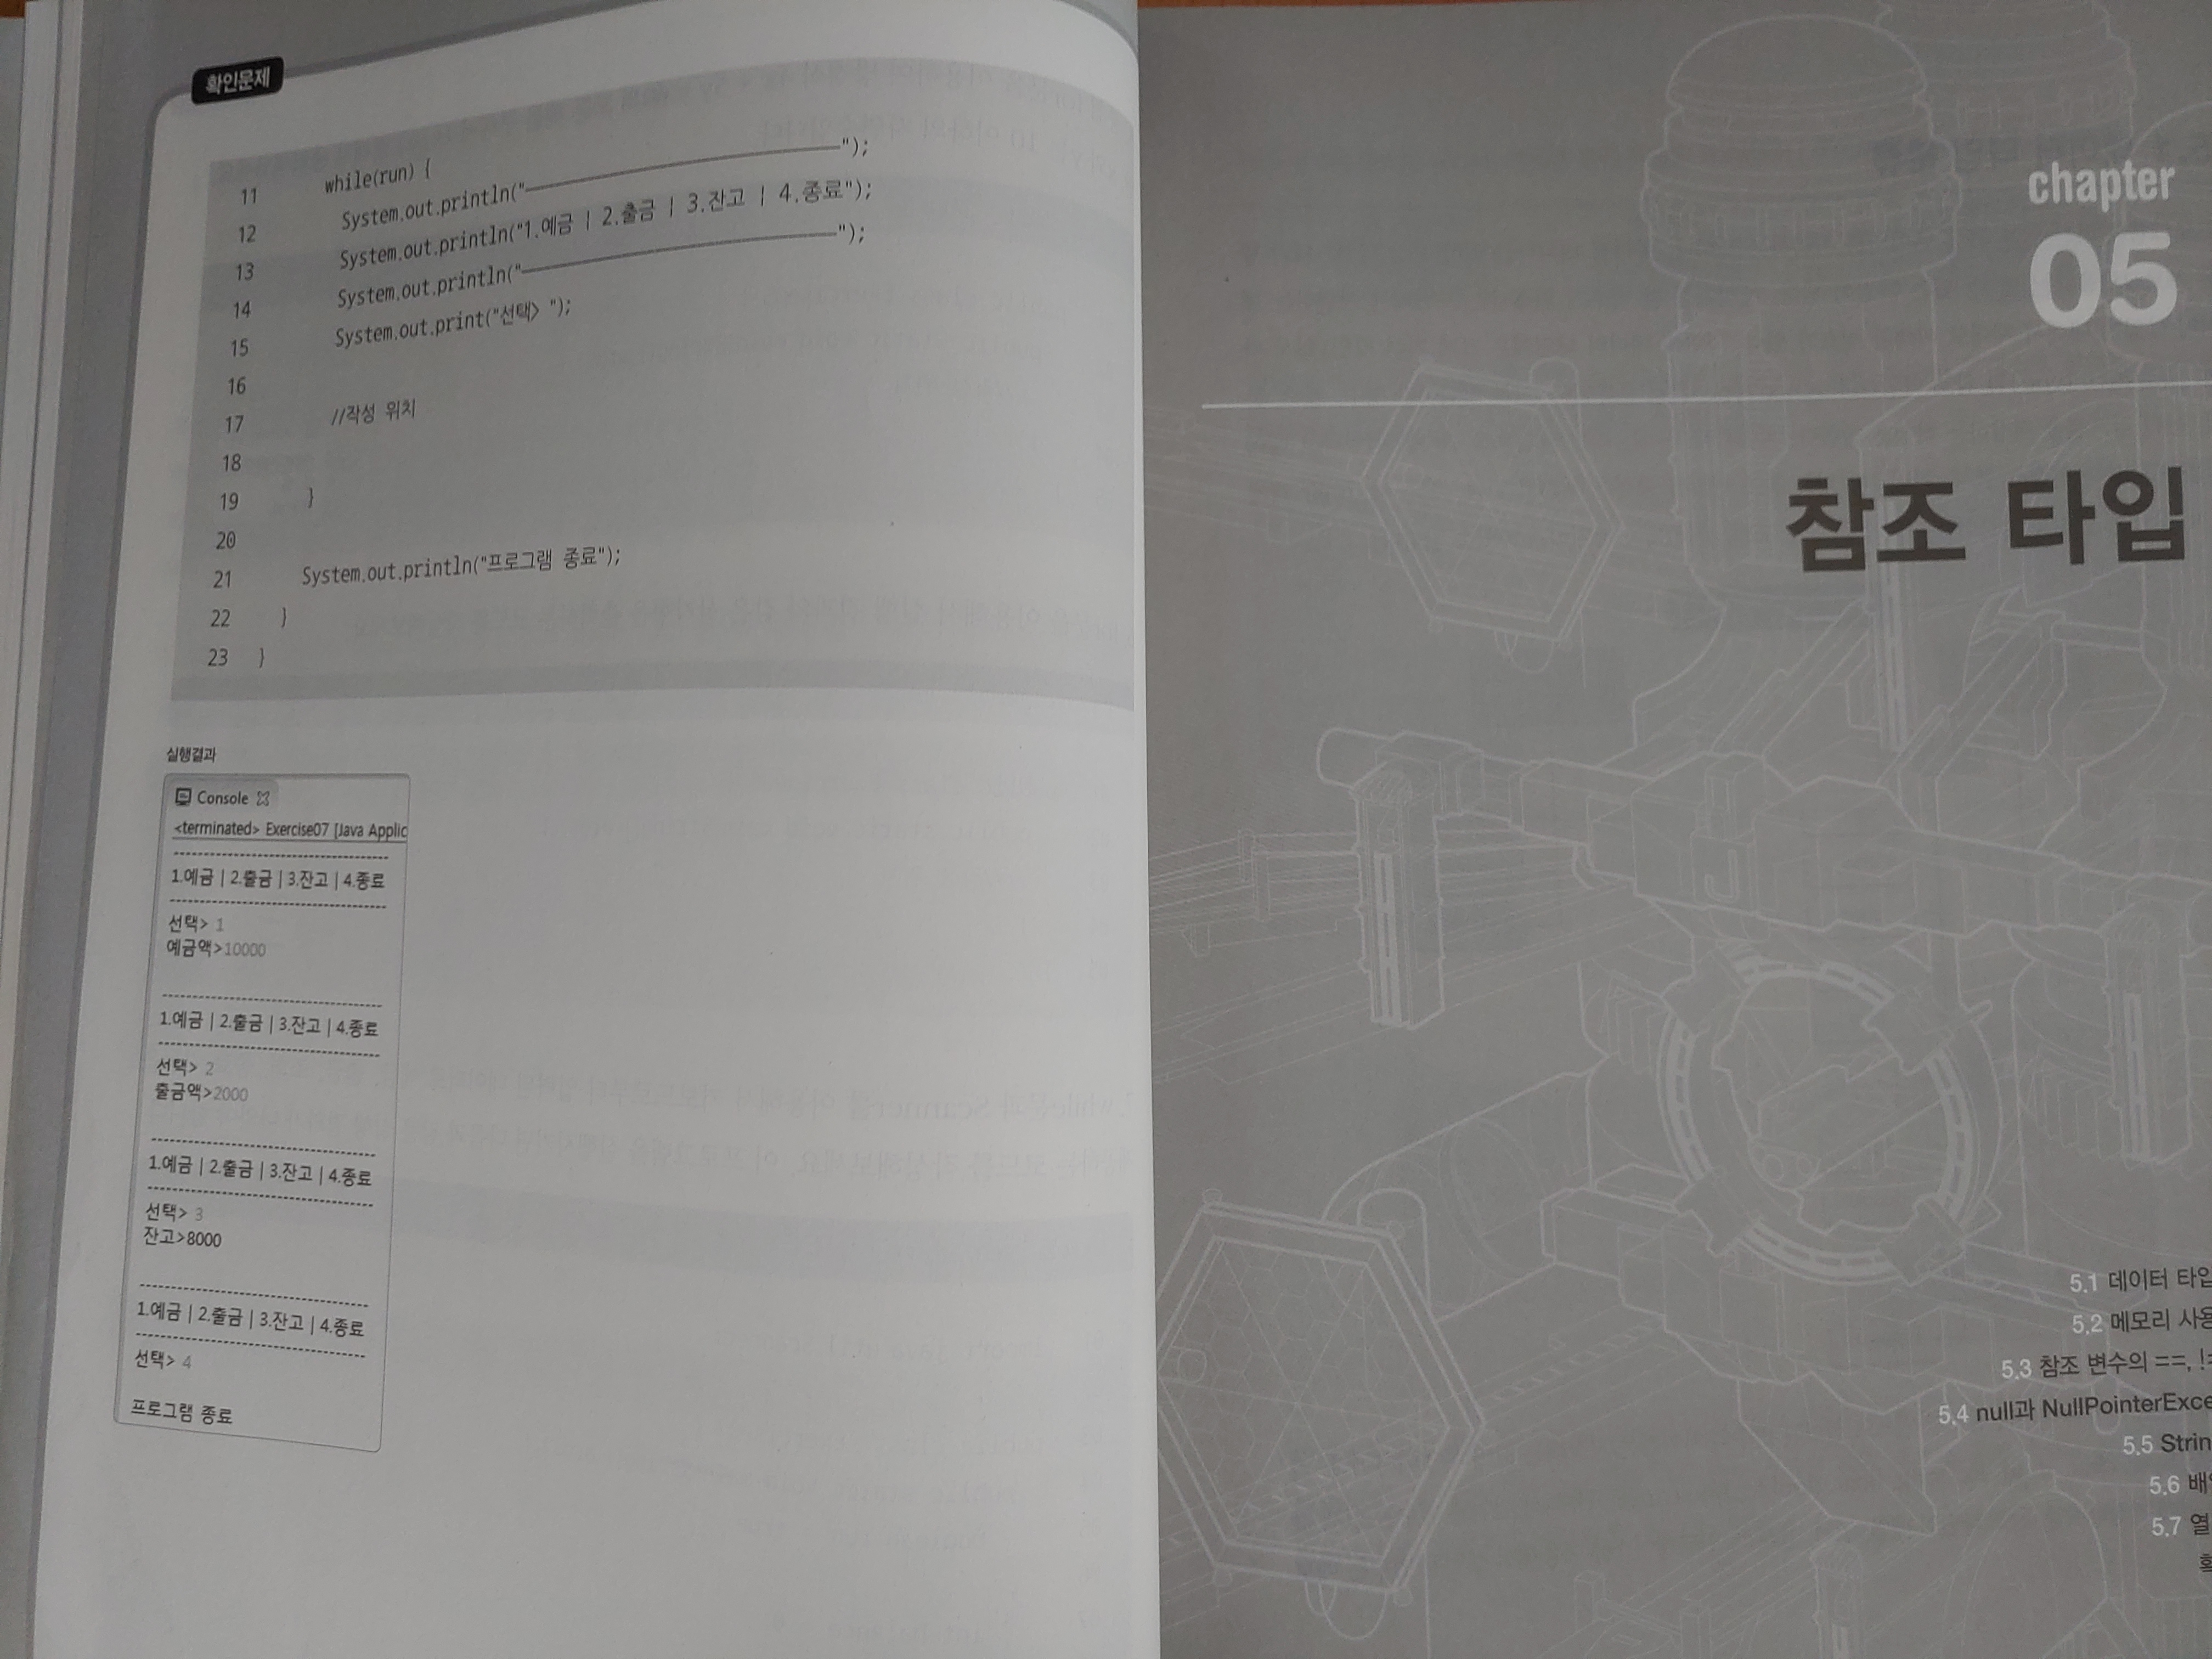 확인문제
11 while(run) {
12 System.out.println("―――――――――――――――");
13 System.out.println("1.예금 | 2.출금 | 3.잔고 | 4.종료");
14 System.out.println("―――――――――――――――");
15 System.out.print("선택> ");
16
17 //작성 위치
18
19 }
20
21 System.out.println("프로그램 종료");
22 }
23 }
실행결과
Console
<terminated> Exercise07 [Java Applic
-----------------------------------
1.예금 | 2.출금 | 3.잔고 | 4.종료
-----------------------------------
선택> 1
예금액>10000
-----------------------------------
1.예금 | 2.출금 | 3.잔고 | 4.종료
-----------------------------------
선택> 2
출금액>2000
-----------------------------------
1.예금 | 2.출금 | 3.잔고 | 4.종료
-----------------------------------
선택> 3
잔고>8000
-----------------------------------
1.예금 | 2.출금 | 3.잔고 | 4.종료
-----------------------------------
선택> 4
프로그램 종료
chapter
05
참조 타입
J
5.1 데이터 타입
5.2 메모리 사용
5.3 참조 변수의 ==, !=
5.4 null과 NullPointerExce
5.5 Strin
5.6 배
5.7 열